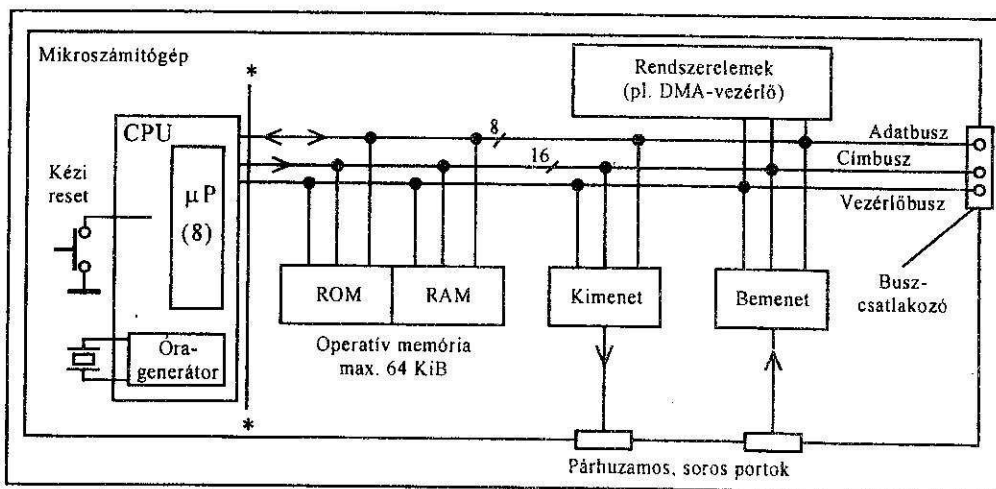 Mikroszámítógép
*
Rendszerelemek
(pl. DMA-vezérlő)
CPU
8
Adatbusz
Kézi
reset
μP
(8)
16
Címbusz
Vezérlőbusz
ROM
RAM
Kimenet
Bemenet
Busz-
csatlakozó
Óra-
generátor
Operatív memória
max. 64 KiB
*
Párhuzamos, soros portok